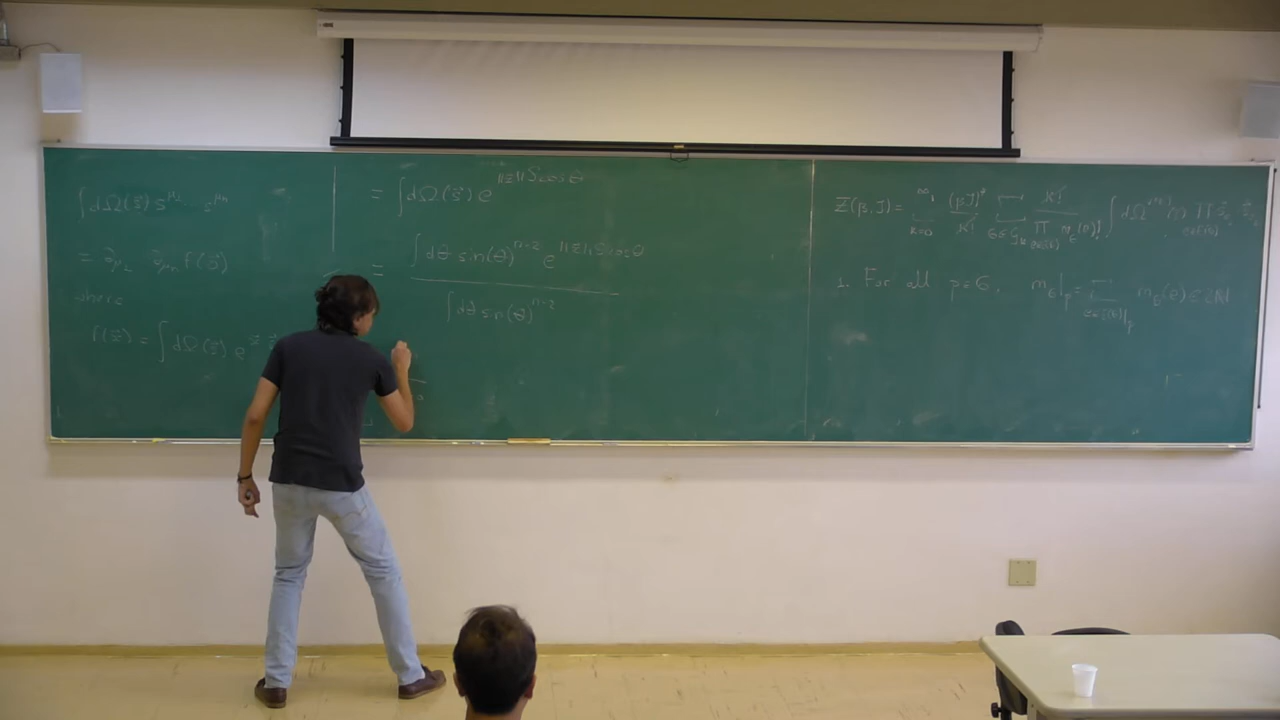 ∫dΩ(s⃗) s^{μ₁} ... s^{μₙ}
= ∂_{μ₁} ∂_{μₙ} f(z⃗)
where
f(z⃗) = ∫dΩ(s⃗) e
= ∫dΩ(s⃗) e^{||z||S cos θ}
= ∫dθ sin(θ)^{n-2} e^{||z||S cos θ}
∫dθ sin(θ)^{n-2}
Z(β,J) = ∑_{k=0}^{∞} (βJ)^k / k! ∑ k! / ∏ m_G(e)! ∫dΩ ∏
1. For all p∈G, m_G|_p = ∑ m_G(e) ∈ 2ℕ